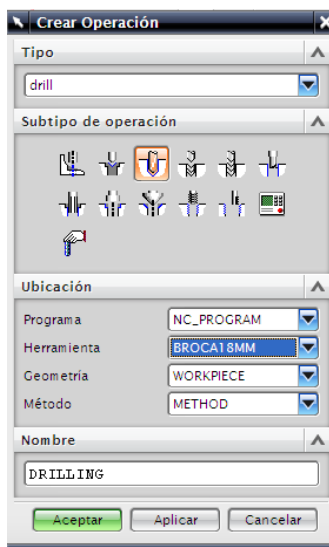 Crear Operación
Tipo
drill
Subtipo de operación
Ubicación
Programa NC_PROGRAM
Herramienta BROCA18MM
Geometría WORKPIECE
Método METHOD
Nombre
DRILLING
Aceptar Aplicar Cancelar